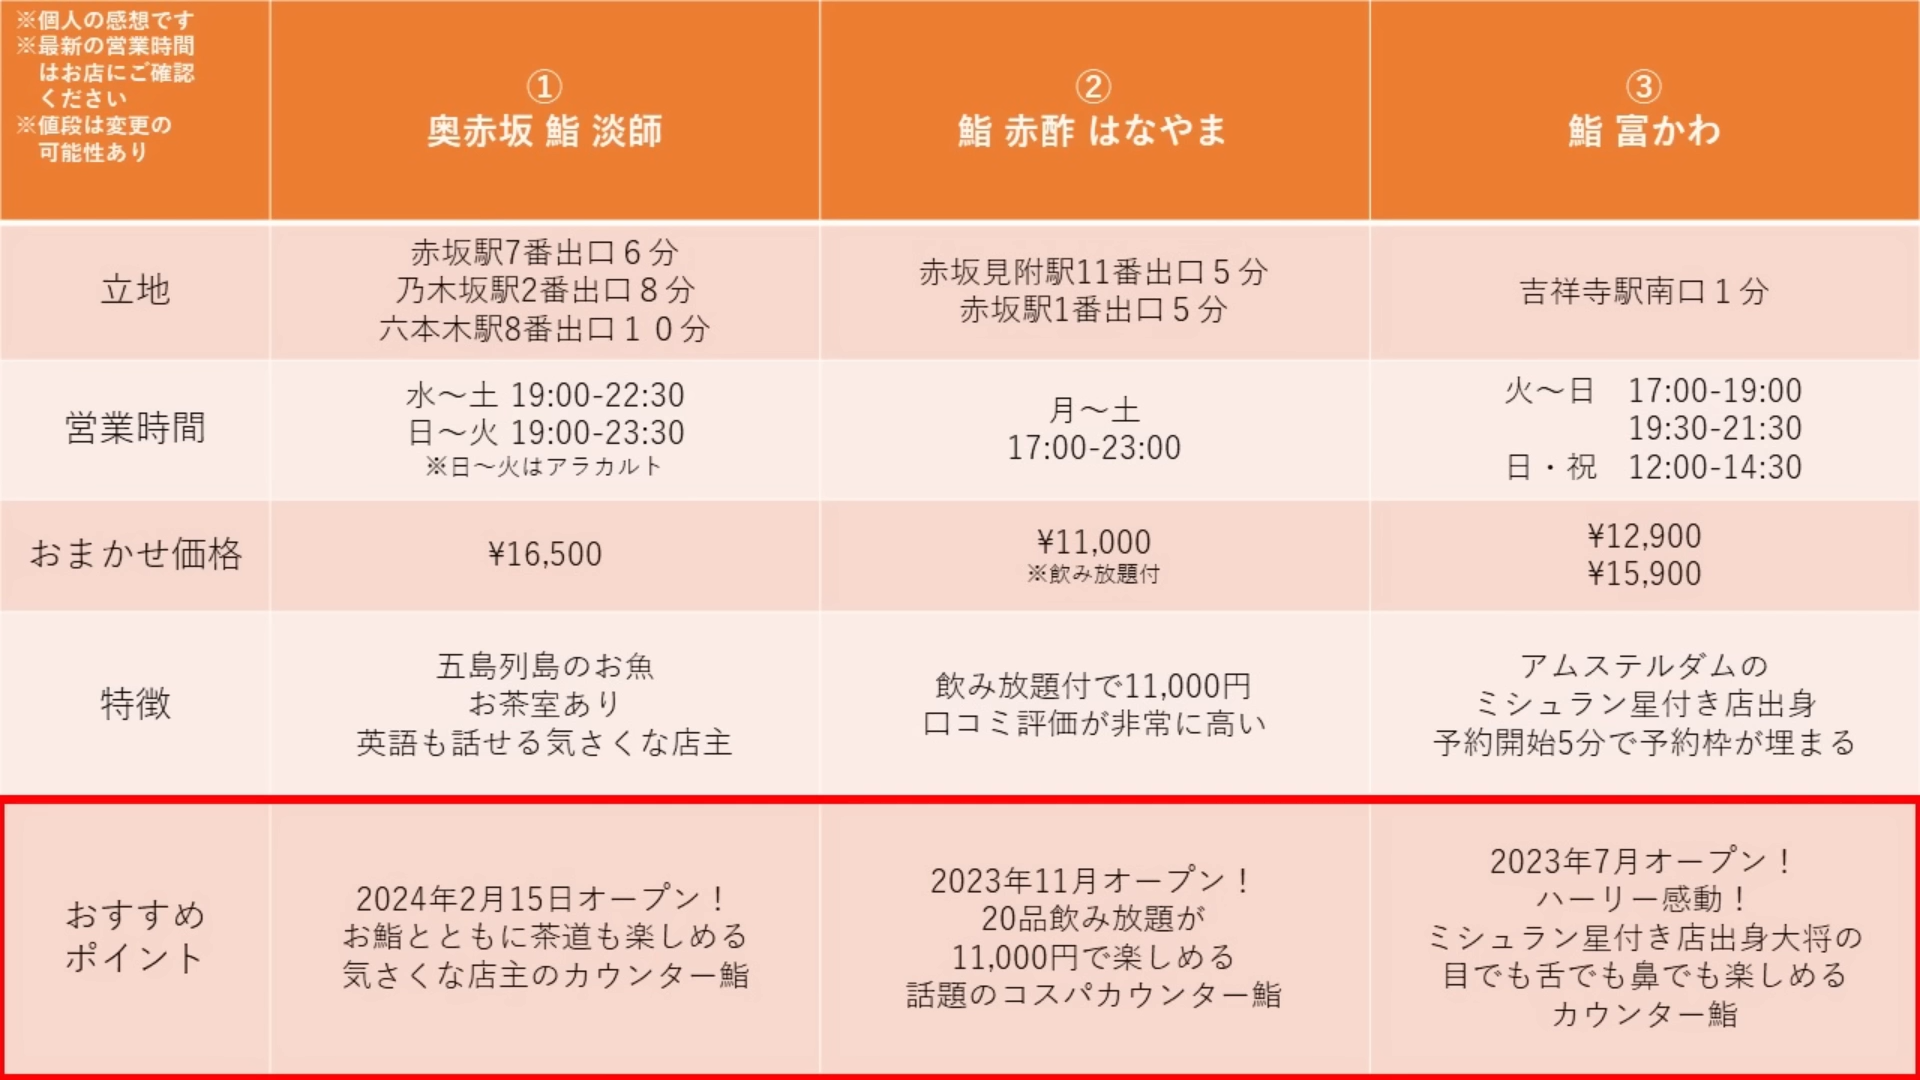 ※個人の感想です
※最新の営業時間
はお店にご確認
ください
※値段は変更の
可能性あり
①
奥赤坂 鮨 淡師
②
鮨 赤酢 はなやま
③
鮨 富かわ
立地
赤坂駅7番出口６分
乃木坂駅2番出口８分
六本木駅8番出口１０分
赤坂見附駅11番出口５分
赤坂駅1番出口５分
吉祥寺駅南口１分
営業時間
水～土 19:00-22:30
日～火 19:00-23:30
※日～火はアラカルト
月～土
17:00-23:00
火～日　17:00-19:00
19:30-21:30
日・祝　12:00-14:30
おまかせ価格
¥16,500
¥11,000
※飲み放題付
¥12,900
¥15,900
特徴
五島列島のお魚
お茶室あり
英語も話せる気さくな店主
飲み放題付で11,000円
口コミ評価が非常に高い
アムステルダムの
ミシュラン星付き店出身
予約開始5分で予約枠が埋まる
おすすめ
ポイント
2024年2月15日オープン！
お鮨とともに茶道も楽しめる
気さくな店主のカウンター鮨
2023年11月オープン！
20品飲み放題が
11,000円で楽しめる
話題のコスパカウンター鮨
2023年7月オープン！
ハーリー感動！
ミシュラン星付き店出身大将の
目でも舌でも鼻でも楽しめる
カウンター鮨